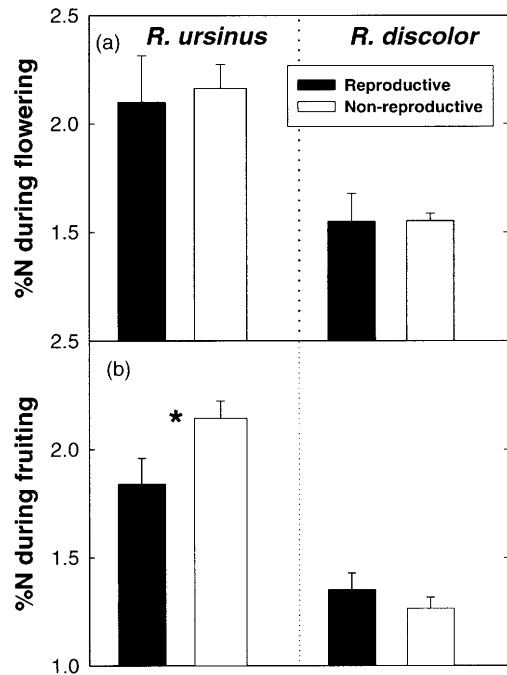 (a)
R. ursinus
R. discolor
Reproductive
Non-reproductive
%N during flowering
2.5
2.0
1.5
2.5
(b)
*
%N during fruiting
2.0
1.5
1.0